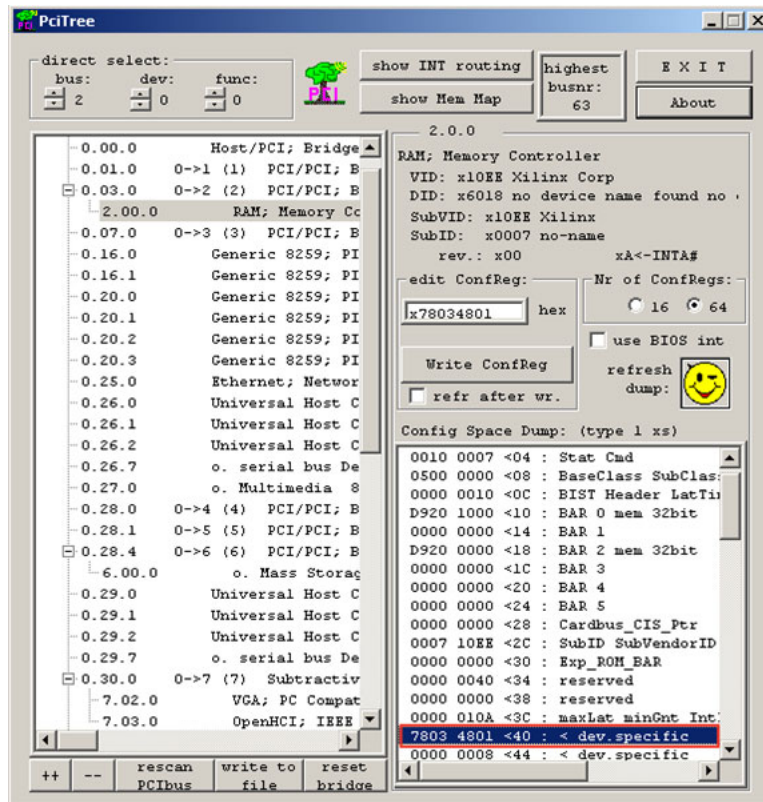 PciTree
direct select:
bus: dev: func:
2 0 0
PCI
show INT routing
show Mem Map
highest
busnr:
63
E X I T
About
0.00.0 Host/PCI; Bridge
0.01.0 0->1 (1) PCI/PCI; B
0.03.0 0->2 (2) PCI/PCI; B
2.00.0 RAM; Memory Co
0.07.0 0->3 (3) PCI/PCI; B
0.16.0 Generic 8259; PI
0.16.1 Generic 8259; PI
0.20.0 Generic 8259; PI
0.20.1 Generic 8259; PI
0.20.2 Generic 8259; PI
0.20.3 Generic 8259; PI
0.25.0 Ethernet; Networ
0.26.0 Universal Host C
0.26.1 Universal Host C
0.26.2 Universal Host C
0.26.7 o. serial bus De
0.27.0 o. Multimedia 8
0.28.0 0->4 (4) PCI/PCI; B
0.28.1 0->5 (5) PCI/PCI; B
0.28.4 0->6 (6) PCI/PCI; B
6.00.0 o. Mass Storag
0.29.0 Universal Host C
0.29.1 Universal Host C
0.29.2 Universal Host C
0.29.7 o. serial bus De
0.30.0 0->7 (7) Subtractiv
7.02.0 VGA; PC Compat
7.03.0 OpenHCI; IEEE
++ -- rescan PCIbus write to file reset bridge
2.0.0
RAM; Memory Controller
VID: x10EE Xilinx Corp
DID: x6018 no device name found no
SubVID: x10EE Xilinx
SubID: x0007 no-name
rev.: x00 xA<-INTA#
edit ConfReg: Nr of ConfRegs:
x78034801 hex 16 64
use BIOS int
Write ConfReg refresh dump:
refr after wr.
Config Space Dump: (type 1 xs)
0010 0007 <04 : Stat Cmd
0500 0000 <08 : BaseClass SubClas
0000 0010 <0C : BIST Header LatTi
D920 1000 <10 : BAR 0 mem 32bit
0000 0000 <14 : BAR 1
D920 0000 <18 : BAR 2 mem 32bit
0000 0000 <1C : BAR 3
0000 0000 <20 : BAR 4
0000 0000 <24 : BAR 5
0000 0000 <28 : Cardbus_CIS_Ptr
0007 10EE <2C : SubID SubVendorID
0000 0000 <30 : Exp_ROM_BAR
0000 0040 <34 : reserved
0000 0000 <38 : reserved
0000 010A <3C : maxLat minGnt Int
7803 4801 <40 : < dev.specific
0000 0008 <44 : < dev.specific